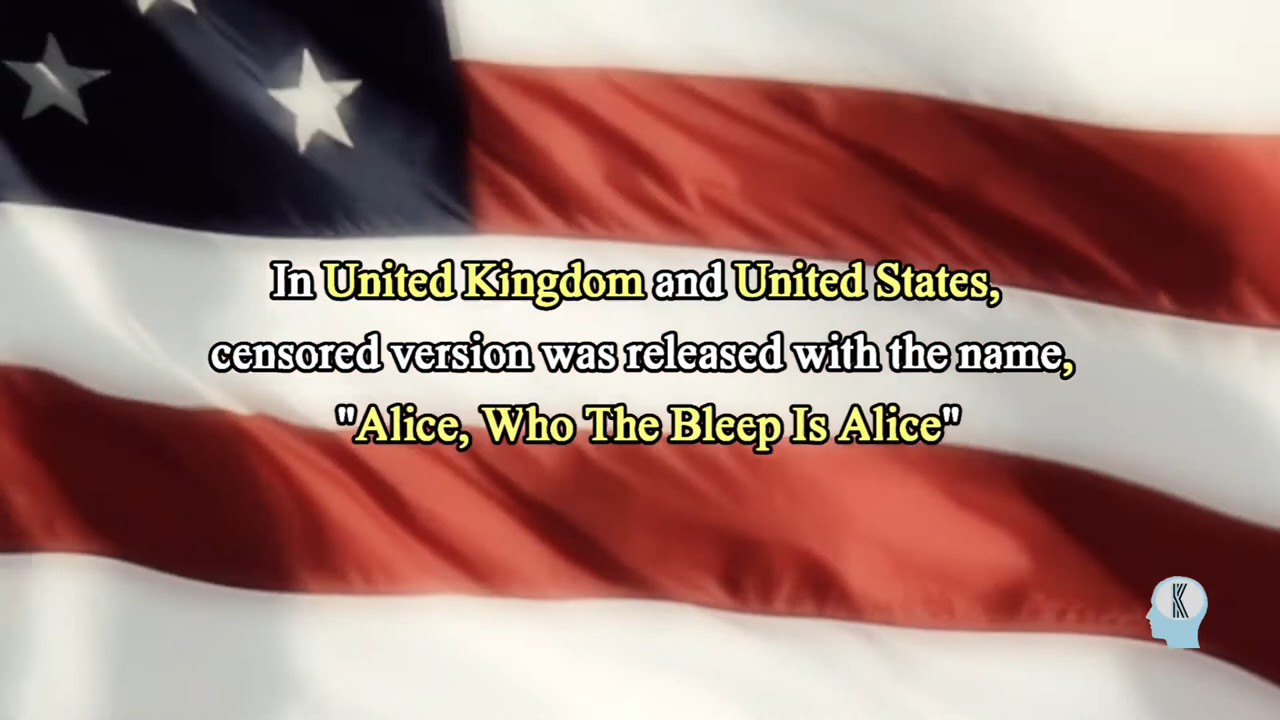 In United Kingdom and United States,
censored version was released with the name,
"Alice, Who The Bleep Is Alice"
K